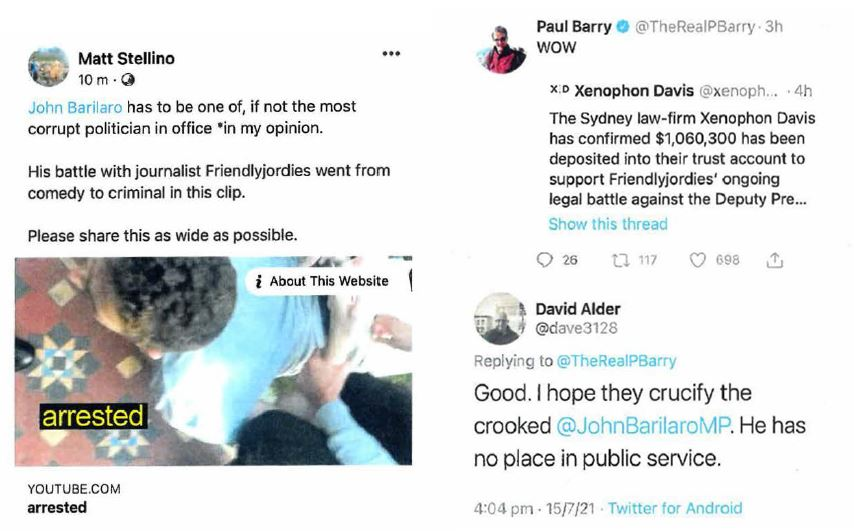 Matt Stellino
10 m ·
John Barilaro has to be one of, if not the most
corrupt politician in office *in my opinion.
His battle with journalist Friendlyjordies went from
comedy to criminal in this clip.
Please share this as wide as possible.
i About This Website
arrested
YOUTUBE.COM
arrested
Paul Barry @TheRealPBarry · 3h
WOW
X:D Xenophon Davis @xenoph... · 4h
The Sydney law-firm Xenophon Davis
has confirmed $1,060,300 has been
deposited into their trust account to
support Friendlyjordies' ongoing
legal battle against the Deputy Pre...
Show this thread
26 117 698
David Alder
@dave3128
Replying to @TheRealPBarry
Good. I hope they crucify the
crooked @JohnBarilaroMP. He has
no place in public service.
4:04 pm · 15/7/21 · Twitter for Android